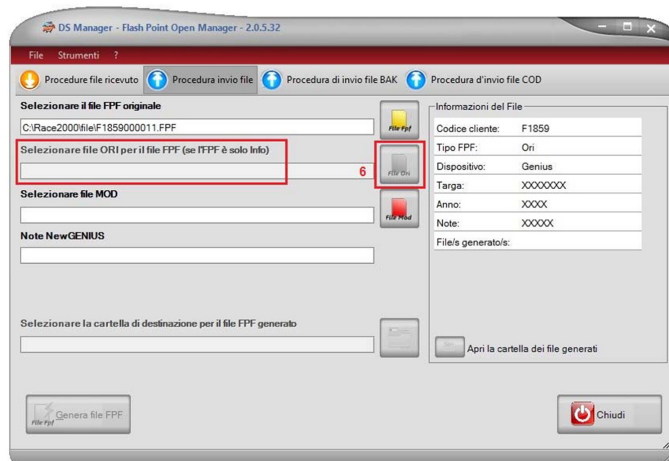 DS Manager - Flash Point Open Manager - 2.0.5.32
File Strumenti ?
Procedure file ricevuto Procedura invio file Procedura di invio file BAK Procedura d'invio file COD
Selezionare il file FPF originale
C:\Race2000\file\F1859000011.FPF
File Fpf
Selezionare file ORI per il file FPF (se l'FPF è solo Info)
6
File Ori
Selezionare file MOD
File Mod
Note NewGENIUS
Selezionare la cartella di destinazione per il file FPF generato
Genera file FPF
File Fpf
Informazioni del File
Codice cliente: F1859
Tipo FPF: Ori
Dispositivo: Genius
Targa: XXXXXXX
Anno: XXXX
Note: XXXXX
File/s generato/s:
Apri la cartella dei file generati
Chiudi